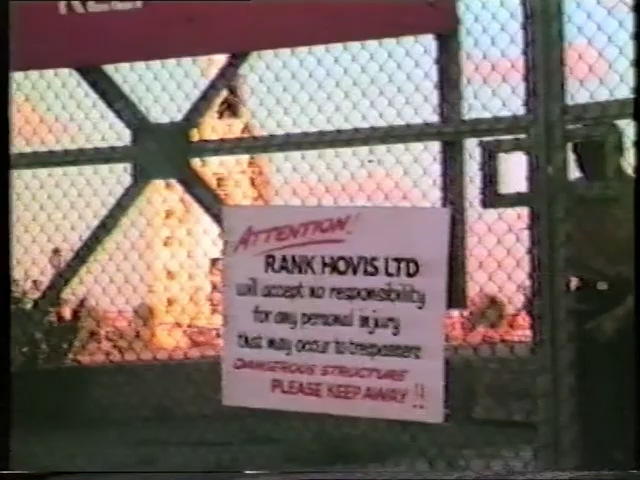 ATTENTION!
RANK HOVIS LTD
will accept no responsibility
for any personal injury
that may occur to trespassers
DANGEROUS STRUCTURE
PLEASE KEEP AWAY!!